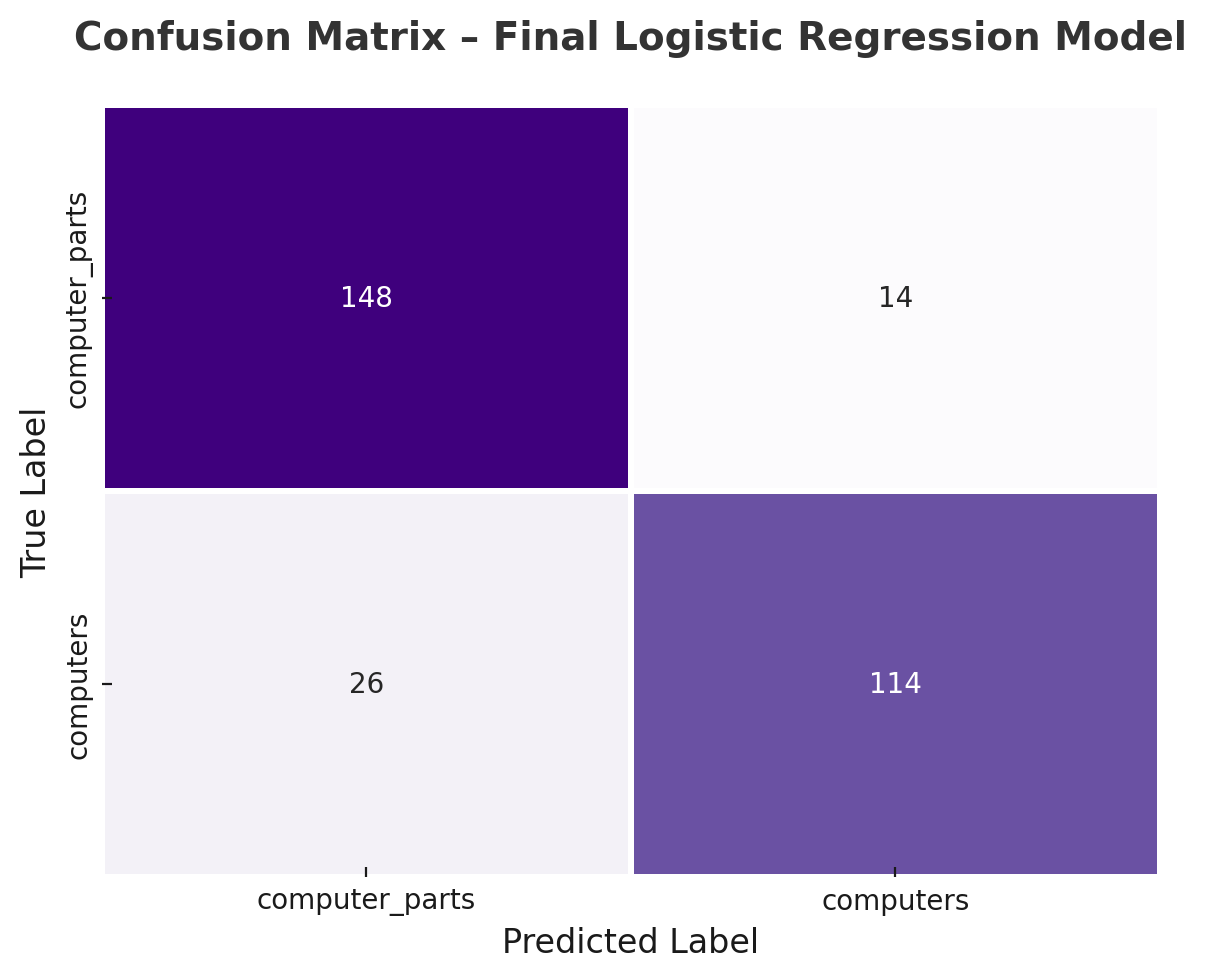 Confusion Matrix – Final Logistic Regression Model
True Label
computer_parts
148
14
computers
26
114
computer_parts
computers
Predicted Label